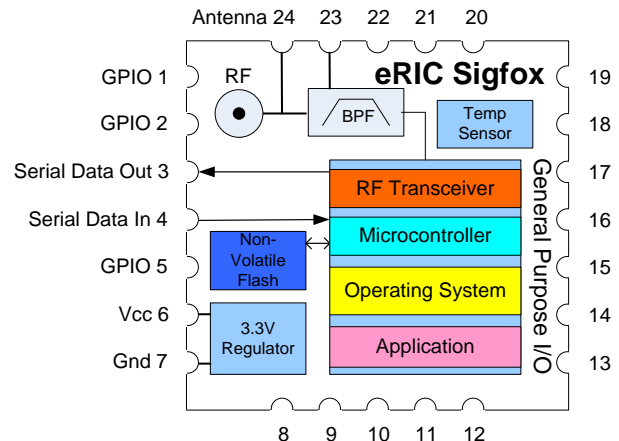 Antenna 24 23 22 21 20
eRIC Sigfox
GPIO 1
RF
19
BPF
Temp
Sensor
GPIO 2
18
Serial Data Out 3
17
RF Transceiver
General Purpose I/O
Serial Data In 4
16
Microcontroller
Non-
Volatile
Flash
GPIO 5
15
Operating System
Vcc 6
14
3.3V
Regulator
Application
Gnd 7
13
8 9 10 11 12